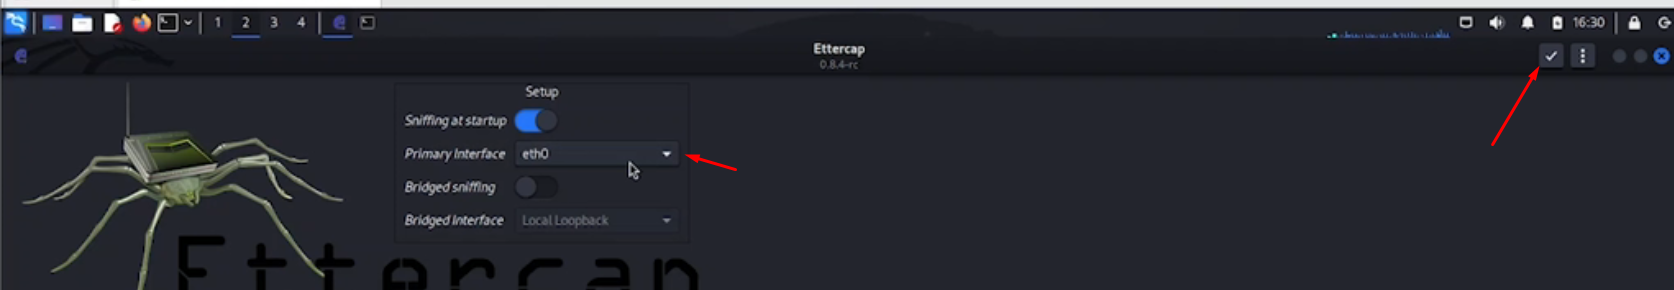 1 2 3 4
16:30
Ettercap
0.8.4-rc
Setup
Sniffing at startup
Primary Interface eth0
Bridged sniffing
Bridged Interface Local Loopback
Ettercap